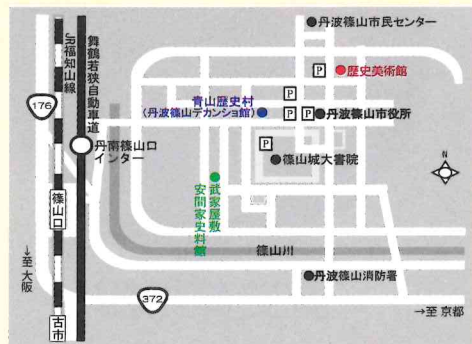 丹波篠山市民センター
JR福知山線
舞鶴若狭自動車道
P
歴史美術館
176
青山歴史村
(丹波篠山デカンショ館)
P
P
P
丹波篠山市役所
丹南篠山口
インター
篠山城大書院
N
武家屋敷
安間家史料館
篠山口
篠山川
→至 大阪
丹波篠山消防署
372
→至 京都
古市